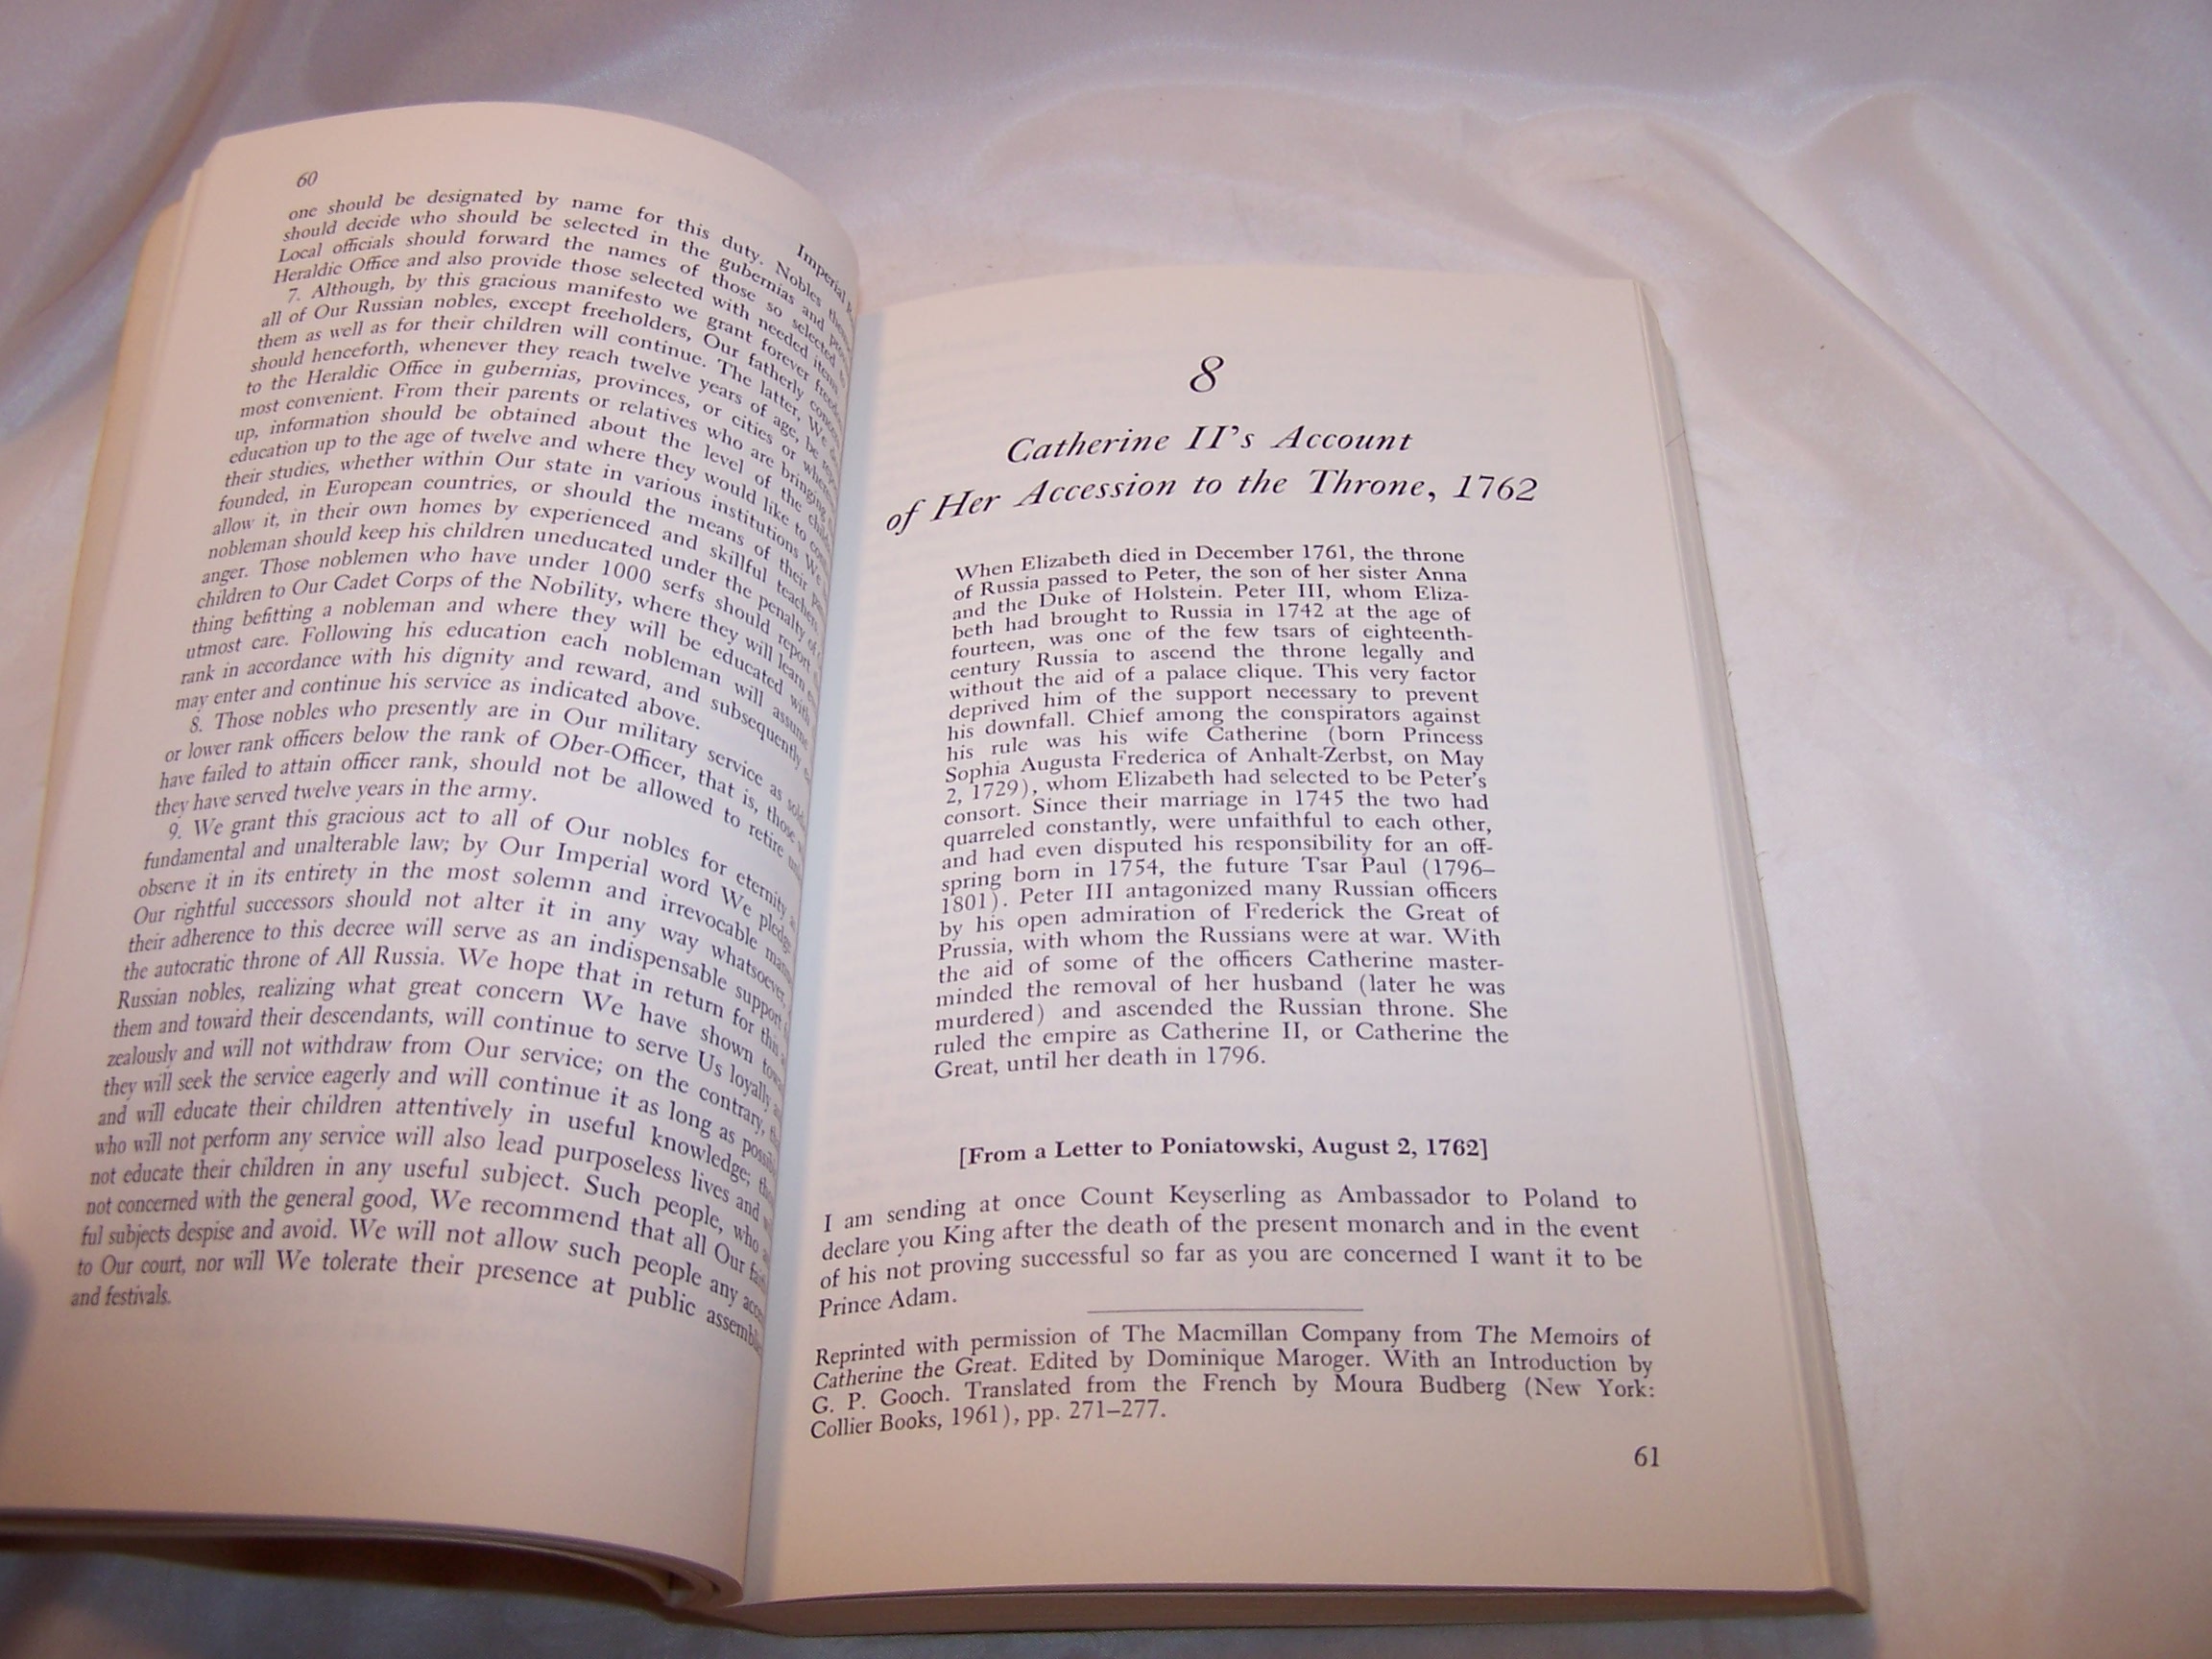 60
Imperial
one should be designated by name for this duty. Nobles
should decide who should be selected in the gubernias and
Local officials should forward the names of those so selected to
Heraldic Office and also provide those selected with needed items.
7. Although, by this gracious manifesto we grant forever
all of Our Russian nobles, except freeholders, Our fatherly
them as well as for their children will continue. The latter, We
should henceforth, whenever they reach twelve years of age, be
to the Heraldic Office in gubernias, provinces, or cities or
most convenient. From their parents or relatives who are bringing
up, information should be obtained about the level of the
education up to the age of twelve and where they would like to
their studies, whether within Our state in various institutions We
founded, in European countries, or should the means of their
allow it, in their own homes by experienced and skillful teachers.
nobleman should keep his children uneducated under the penalty of
anger. Those noblemen who have under 1000 serfs should report
children to Our Cadet Corps of the Nobility, where they will learn
thing befitting a nobleman and where they will be educated with
utmost care. Following his education each nobleman will assume
rank in accordance with his dignity and reward, and subsequently
may enter and continue his service as indicated above.
8. Those nobles who presently are in Our military service as
or lower rank officers below the rank of Ober-Officer, that is, those
have failed to attain officer rank, should not be allowed to retire
they have served twelve years in the army.
9. We grant this gracious act to all of Our nobles for eternity
fundamental and unalterable law; by Our Imperial word We pledge
observe it in its entirety in the most solemn and irrevocable
Our rightful successors should not alter it in any way whatsoever,
their adherence to this decree will serve as an indispensable support
the autocratic throne of All Russia. We hope that in return for this
Russian nobles, realizing what great concern We have shown
them and toward their descendants, will continue to serve Us loyally
zealously and will not withdraw from Our service; on the contrary,
they will seek the service eagerly and will continue it as long as
and will educate their children attentively in useful knowledge;
who will not perform any service will also lead purposeless lives and
not educate their children in any useful subject. Such people, who
not concerned with the general good, We recommend that all Our
ful subjects despise and avoid. We will not allow such people any
to Our court, nor will We tolerate their presence at public
and festivals.
8
Catherine II's Account
of Her Accession to the Throne, 1762
When Elizabeth died in December 1761, the throne
of Russia passed to Peter, the son of her sister Anna
and the Duke of Holstein. Peter III, whom Eliza-
beth had brought to Russia in 1742 at the age of
fourteen, was one of the few tsars of eighteenth-
century Russia to ascend the throne legally and
without the aid of a palace clique. This very factor
deprived him of the support necessary to prevent
his downfall. Chief among the conspirators against
his rule was his wife Catherine (born Princess
Sophia Augusta Frederica of Anhalt-Zerbst, on May
2, 1729), whom Elizabeth had selected to be Peter's
consort. Since their marriage in 1745 the two had
quarreled constantly, were unfaithful to each other,
and had even disputed his responsibility for an off-
spring born in 1754, the future Tsar Paul (1796–
1801). Peter III antagonized many Russian officers
by his open admiration of Frederick the Great of
Prussia, with whom the Russians were at war. With
the aid of some of the officers Catherine master-
minded the removal of her husband (later he was
murdered) and ascended the Russian throne. She
ruled the empire as Catherine II, or Catherine the
Great, until her death in 1796.
[From a Letter to Poniatowski, August 2, 1762]
I am sending at once Count Keyserling as Ambassador to Poland to
declare you King after the death of the present monarch and in the event
of his not proving successful so far as you are concerned I want it to be
Prince Adam.
Reprinted with permission of The Macmillan Company from The Memoirs of
Catherine the Great. Edited by Dominique Maroger. With an Introduction by
G. P. Gooch. Translated from the French by Moura Budberg (New York:
Collier Books, 1961), pp. 271–277.
61